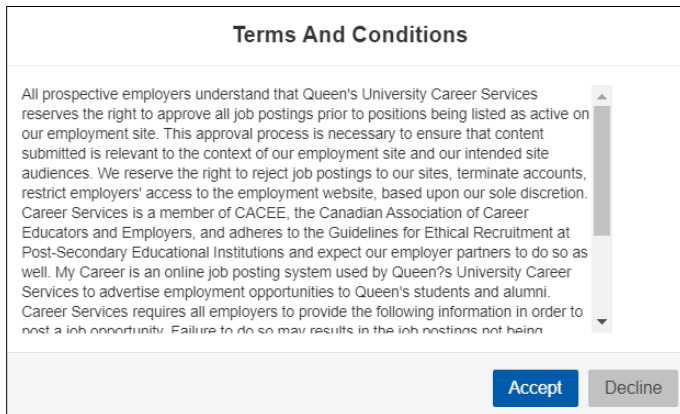 Terms And Conditions
All prospective employers understand that Queen's University Career Services
reserves the right to approve all job postings prior to positions being listed as active on
our employment site. This approval process is necessary to ensure that content
submitted is relevant to the context of our employment site and our intended site
audiences. We reserve the right to reject job postings to our sites, terminate accounts,
restrict employers' access to the employment website, based upon our sole discretion.
Career Services is a member of CACEE, the Canadian Association of Career
Educators and Employers, and adheres to the Guidelines for Ethical Recruitment at
Post-Secondary Educational Institutions and expect our employer partners to do so as
well. My Career is an online job posting system used by Queen?s University Career
Services to advertise employment opportunities to Queen's students and alumni.
Career Services requires all employers to provide the following information in order to
post a job opportunity. Failure to do so may results in the job postings not being
Accept Decline